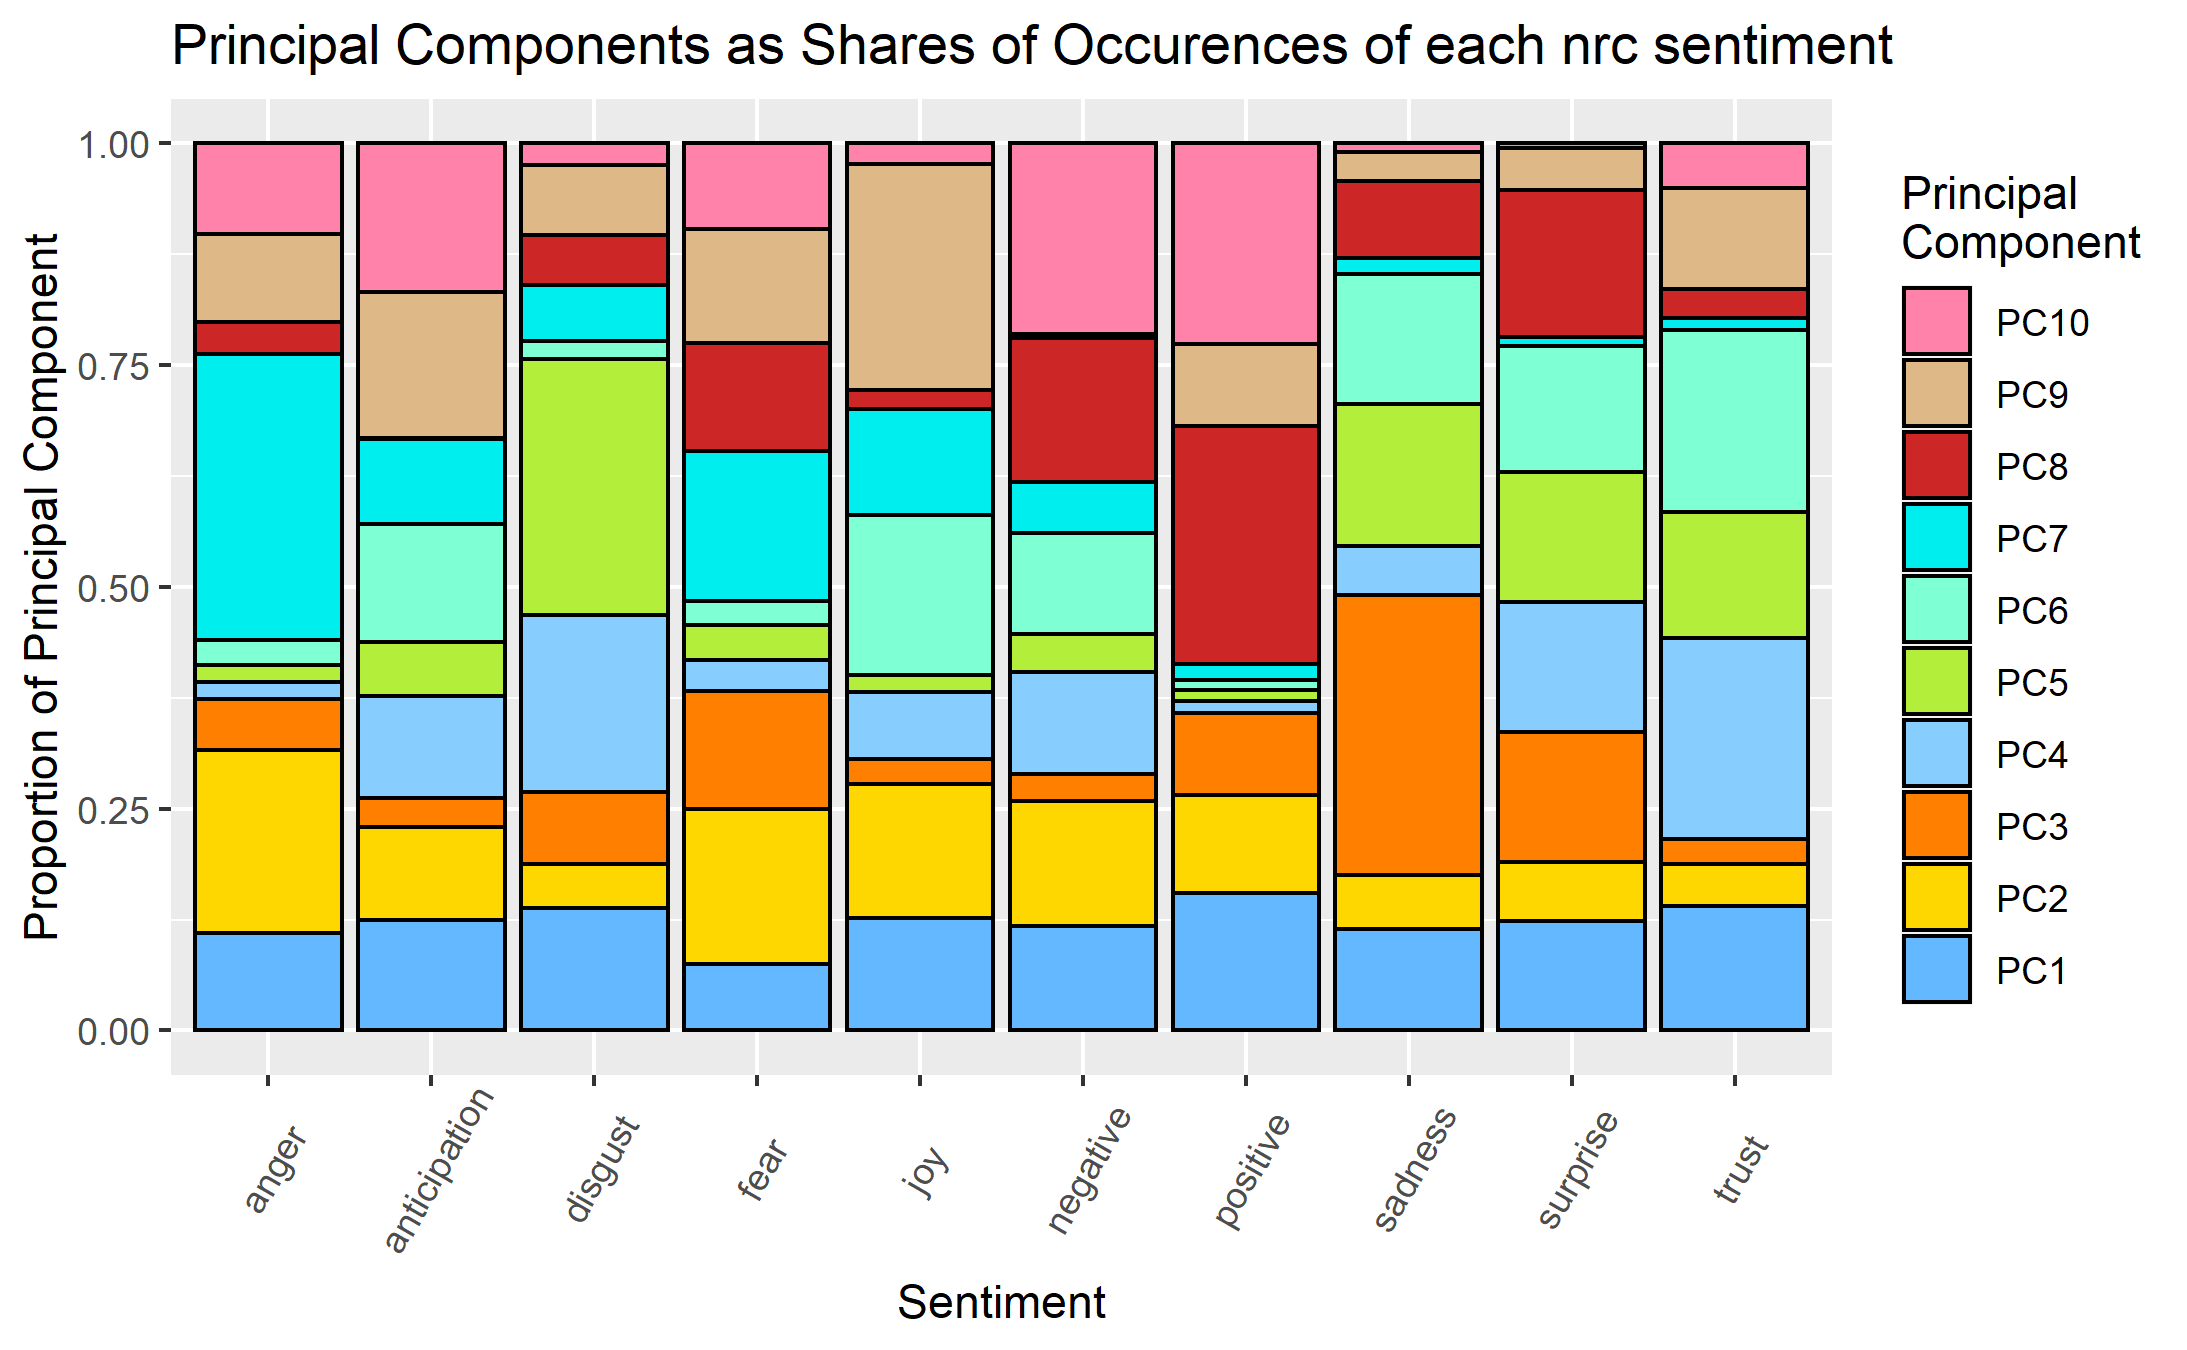 Principal Components as Shares of Occurences of each nrc sentiment
Proportion of Principal Component
1.00
0.75
0.50
0.25
0.00
anger
anticipation
disgust
fear
joy
negative
positive
sadness
surprise
trust
Sentiment
Principal
Component
PC10
PC9
PC8
PC7
PC6
PC5
PC4
PC3
PC2
PC1